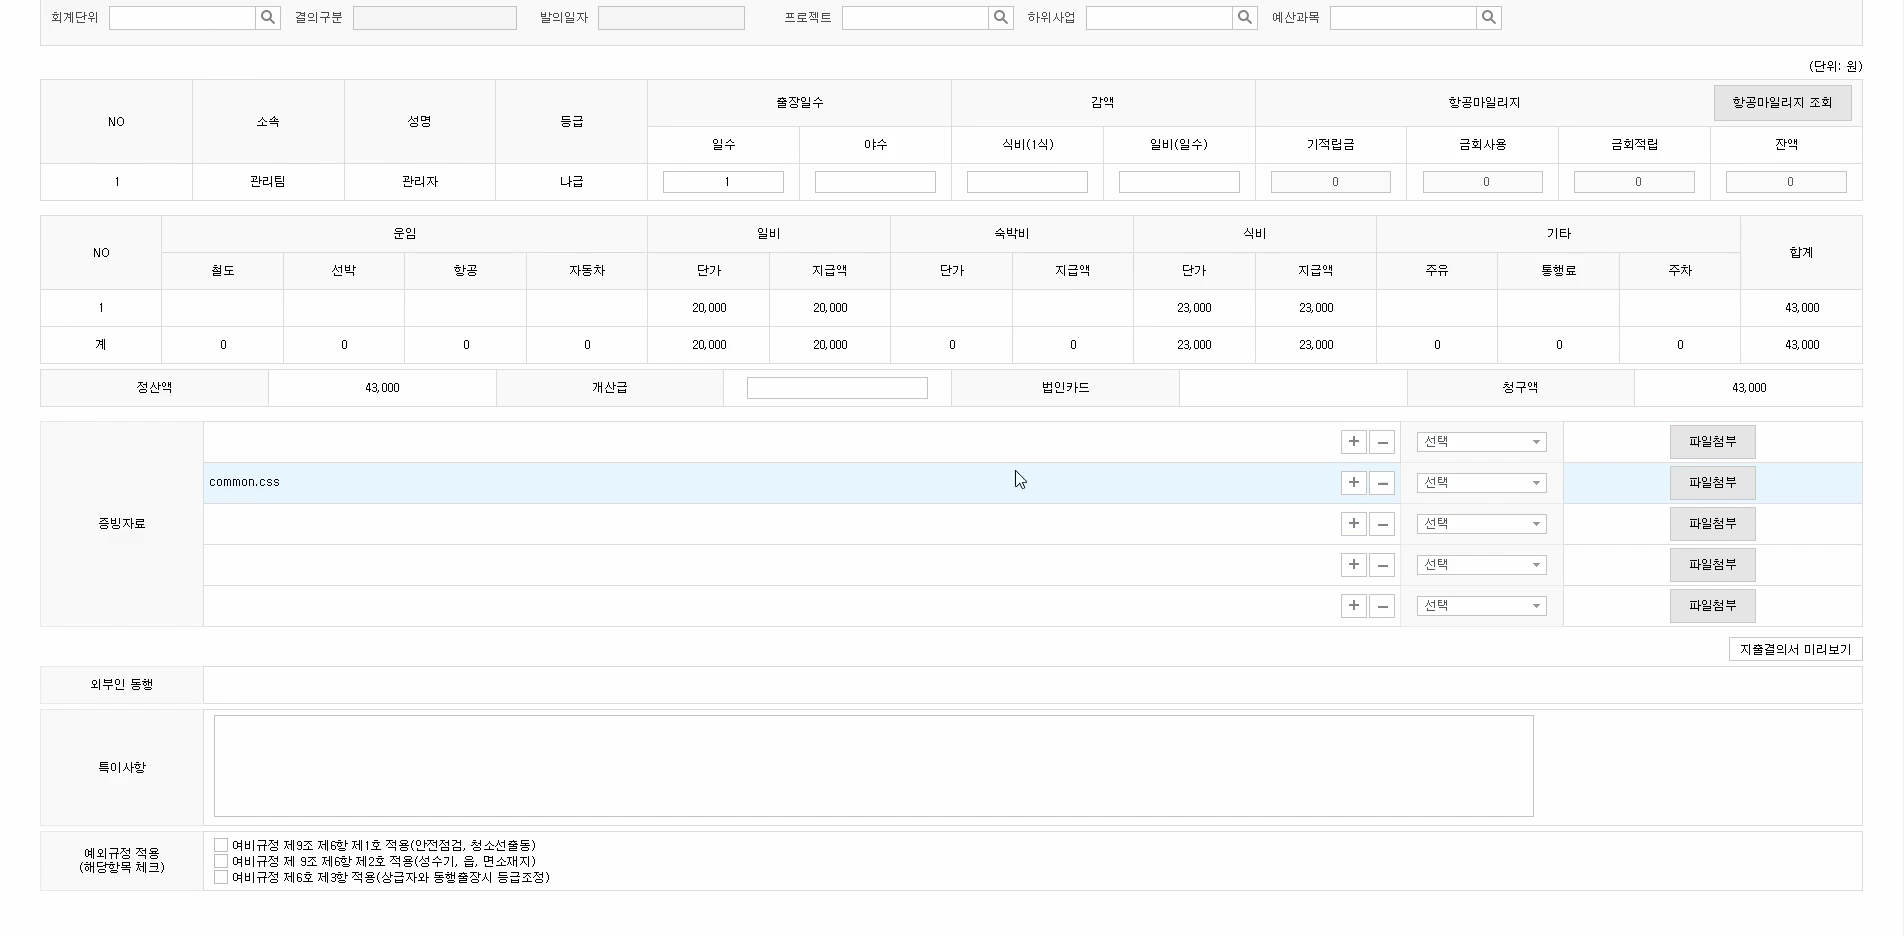 회계단위 결의구분 발의일자 프로젝트 하위사업 예산과목
(단위: 원)
NO 소속 성명 등급 출장일수 감액 항공마일리지 항공마일리지 조회
일수 야수 식비(1식) 일비(일수) 기적립금 금회사용 금회적립 잔액
1 관리팀 관리자 나급 1 0 0 0 0
NO 운임 일비 숙박비 식비 기타 합계
철도 선박 항공 자동차 단가 지급액 단가 지급액 단가 지급액 주유 통행료 주차
1 20,000 20,000 23,000 23,000 43,000
계 0 0 0 0 20,000 20,000 0 0 23,000 23,000 0 0 0 43,000
정산액 43,000 개산급 법인카드 청구액 43,000
증빙자료
+ − 선택 파일첨부
common.css + − 선택 파일첨부
+ − 선택 파일첨부
+ − 선택 파일첨부
+ − 선택 파일첨부
지출결의서 미리보기
외부인 동행
특이사항
예외규정 적용
(해당항목 체크)
여비규정 제9조 제6항 제1호 적용(안전점검, 청소선출동)
여비규정 제 9조 제6항 제2호 적용(성수기, 읍, 면소재지)
여비규정 제6호 제3항 적용(상급자와 동행출장시 등급조정)